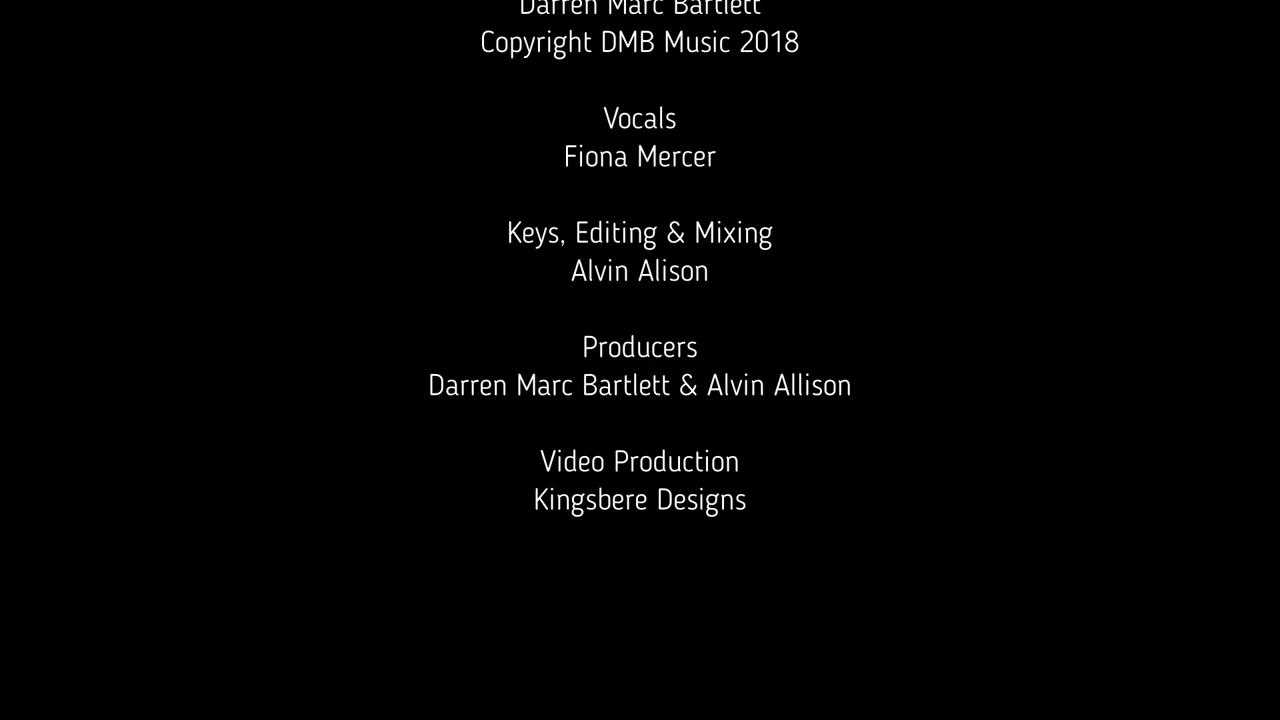 Darren Marc Bartlett
Copyright DMB Music 2018
Vocals
Fiona Mercer
Keys, Editing & Mixing
Alvin Alison
Producers
Darren Marc Bartlett & Alvin Allison
Video Production
Kingsbere Designs